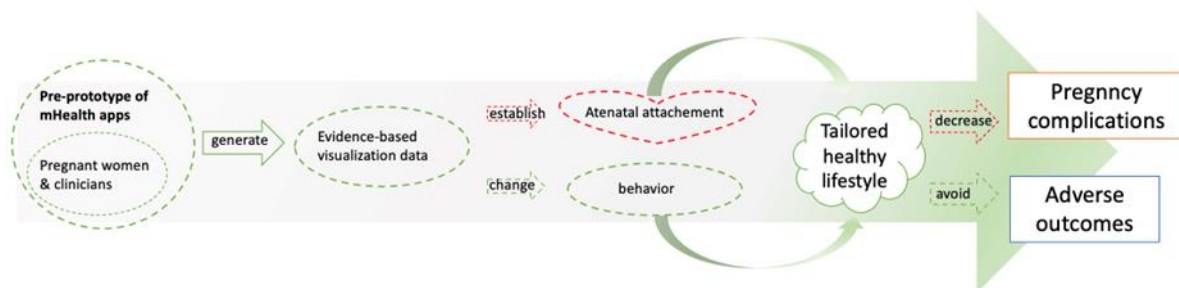 Pre-prototype of
mHealth apps
Pregnant women
& clinicians
generate
Evidence-based
visualization data
establish
Atenatal attachement
change
behavior
Tailored
healthy
lifestyle
decrease
Pregnncy
complications
avoid
Adverse
outcomes